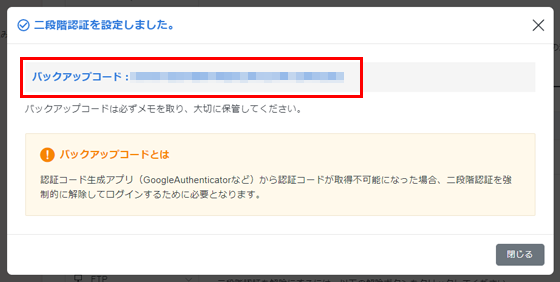 二段階認証を設定しました。
バックアップコード：
バックアップコードは必ずメモを取り、大切に保管してください。
バックアップコードとは
認証コード生成アプリ（GoogleAuthenticatorなど）から認証コードが取得不可能になった場合、二段階認証を強
制的に解除してログインするために必要となります。
閉じる
FTP